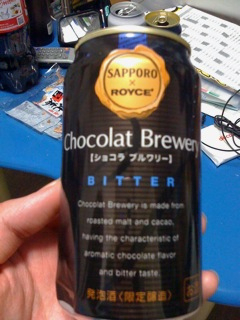 SAPPORO
×
ROYCE'
Chocolat Brewery
【ショコラ ブルワリー】
BITTER
Chocolat Brewery is made from
roasted malt and cacao,
having the characteristic of
aromatic chocolate flavor
and bitter taste.
発泡酒〈限定醸造〉